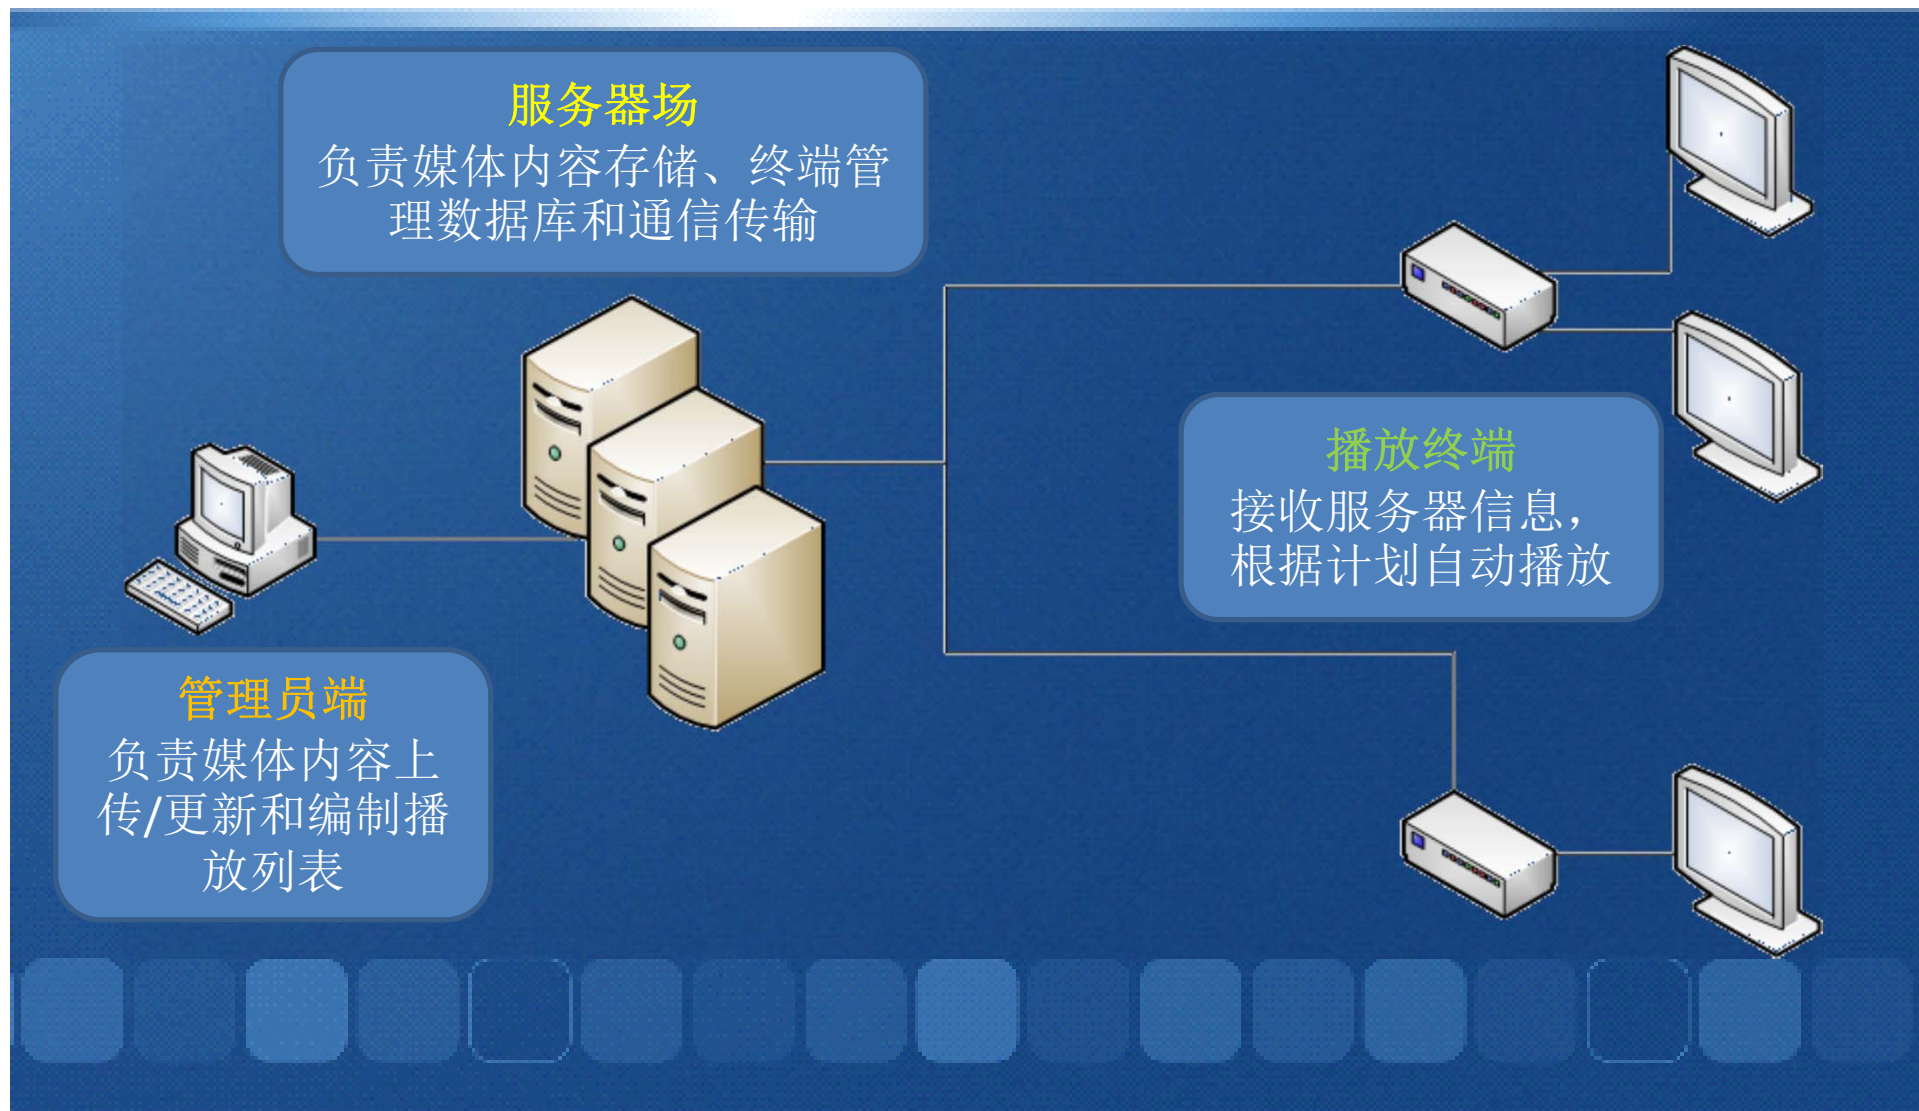 服务器场
负责媒体内容存储、终端管
理数据库和通信传输
播放终端
接收服务器信息，
根据计划自动播放
管理员端
负责媒体内容上
传/更新和编制播
放列表